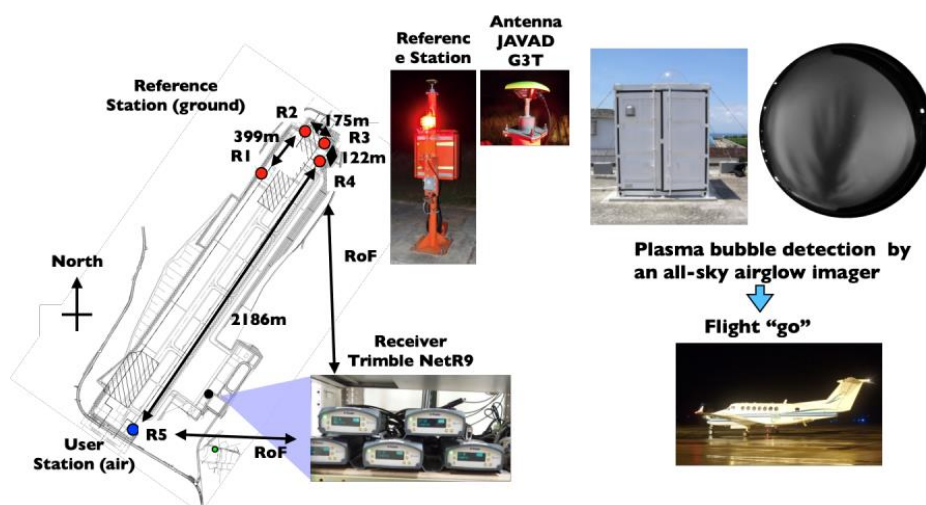 Reference
Station (ground)
R2
175m
R3
399m
R1
122m
R4
North
RoF
2186m
R5
User
Station (air)
RoF
Receiver
Trimble NetR9
Referenc
e Station
Antenna
JAVAD
G3T
Plasma bubble detection by
an all-sky airglow imager
Flight “go”